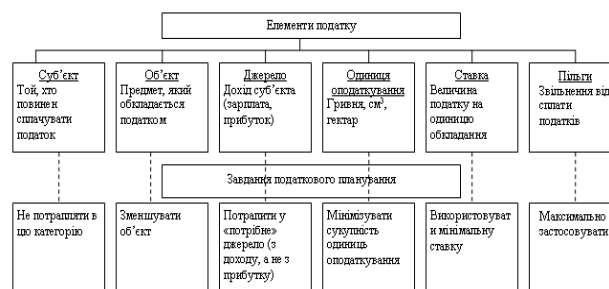 Елементи податку
Суб'єкт
Той, хто
повинен
сплачувати
податок
Об'єкт
Предмет, який
обкладається
податком
Джерело
Дохід суб'єкта
(зарплата,
прибуток)
Одиниця
оподаткування
Гривня, см³,
гектар
Ставка
Величина
податку на
одиницю
обкладання
Пільги
Звільнення від
сплати
податків
Завдання податкового планування
Не потрапляти в
цю категорію
Зменшувати
об'єкт
Потрапити у
«потрібне»
джерело (з
доходу, а не з
прибутку)
Мінімізувати
сукупність
одиниць
оподаткування
Використовуват
и мінімальну
ставку
Максимально
застосовувати